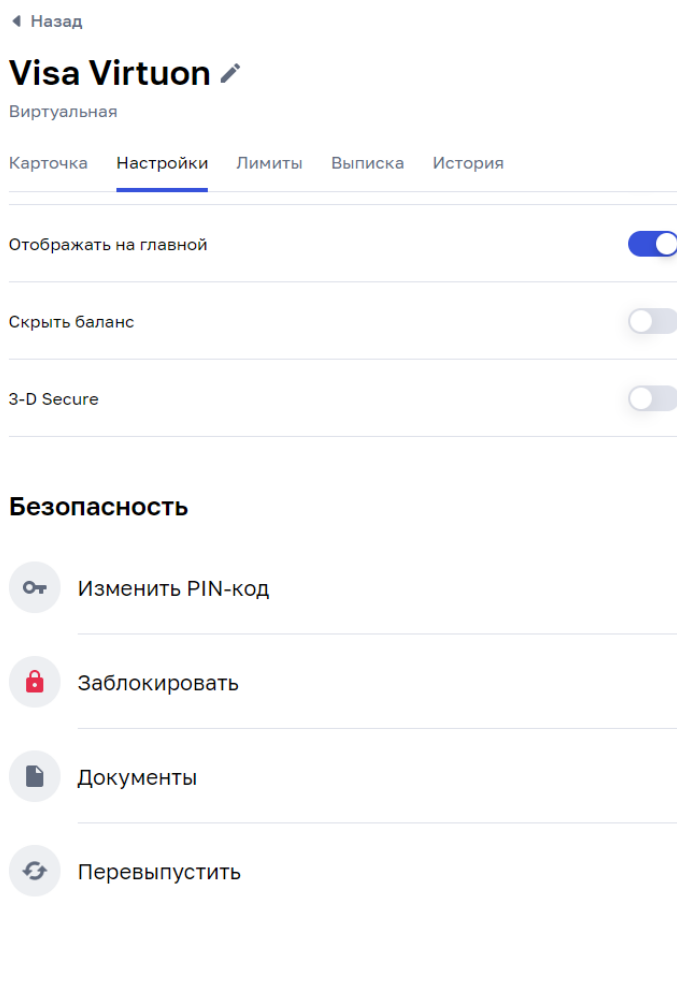 Назад
Visa Virtuon
Виртуальная
Карточка Настройки Лимиты Выписка История
Отображать на главной
Скрыть баланс
3-D Secure
Безопасность
Изменить PIN-код
Заблокировать
Документы
Перевыпустить